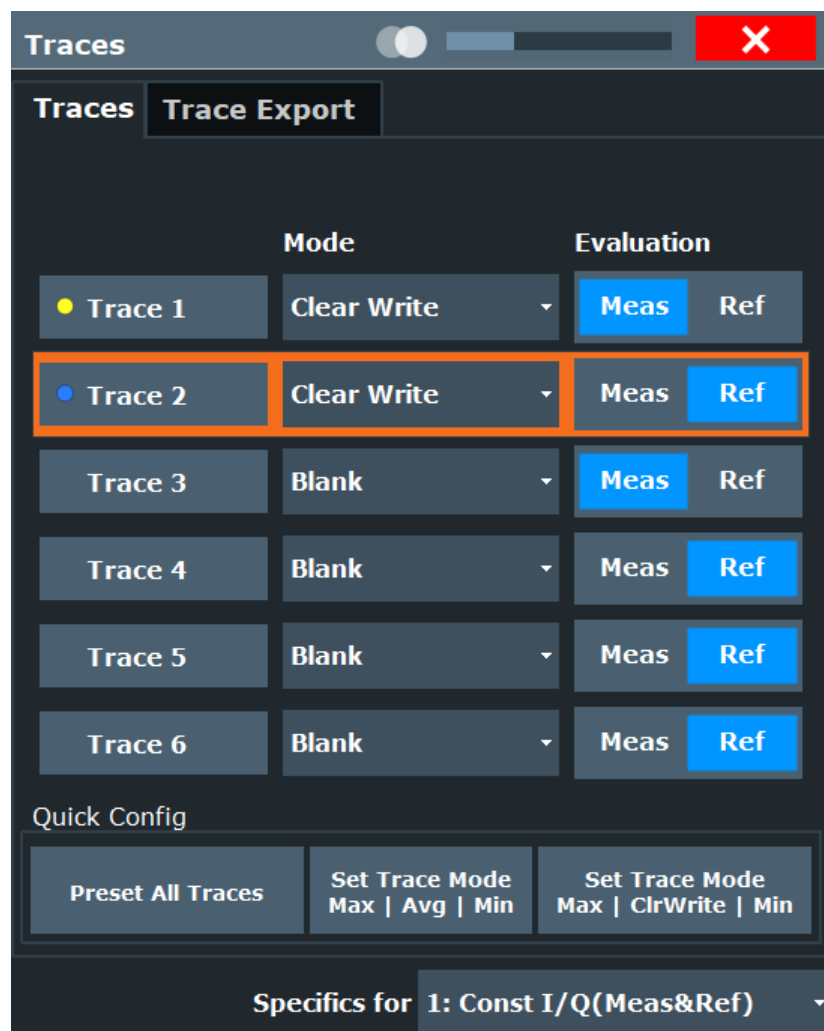 Traces
Traces Trace Export
Mode Evaluation
Trace 1 Clear Write Meas Ref
Trace 2 Clear Write Meas Ref
Trace 3 Blank Meas Ref
Trace 4 Blank Meas Ref
Trace 5 Blank Meas Ref
Trace 6 Blank Meas Ref
Quick Config
Preset All Traces
Set Trace Mode
Max | Avg | Min
Set Trace Mode
Max | ClrWrite | Min
Specifics for 1: Const I/Q(Meas&Ref)